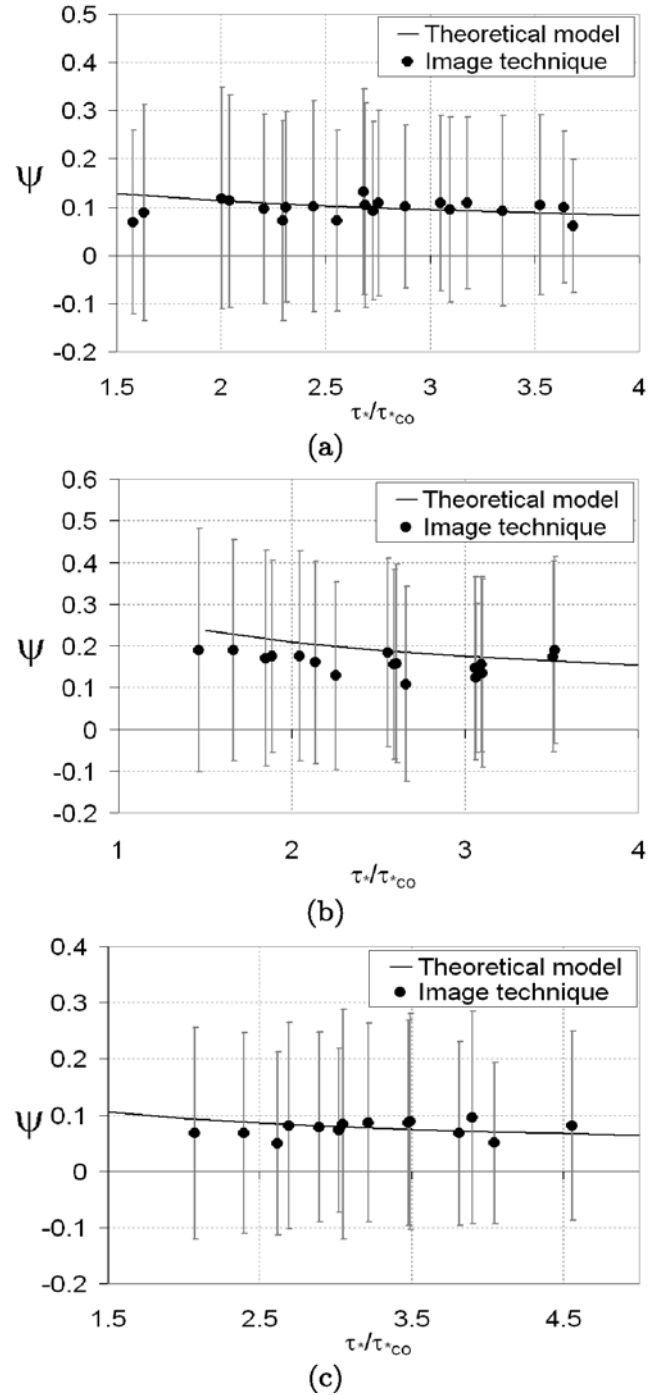 0.5
Theoretical model
0.4
Image technique
0.3
0.2
ψ
0.1
0
-0.1
-0.2
1.5 2 2.5 3 3.5 4
τ*/τ*co
(a)
0.6
Theoretical model
0.5
Image technique
0.4
0.3
ψ
0.2
0.1
0
-0.1
-0.2
1 2 3 4
τ*/τ*co
(b)
0.4
Theoretical model
Image technique
0.3
0.2
ψ
0.1
0
-0.1
-0.2
1.5 2.5 3.5 4.5
τ*/τ*co
(c)